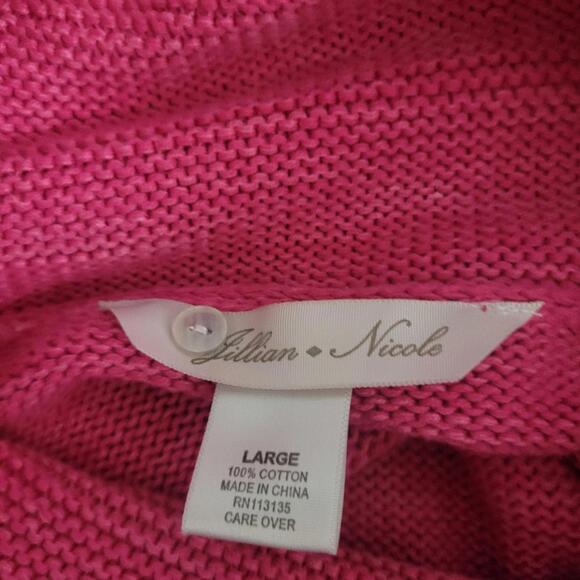 Jillian ♦ Nicole
LARGE
100% COTTON
MADE IN CHINA
RN113135
CARE OVER